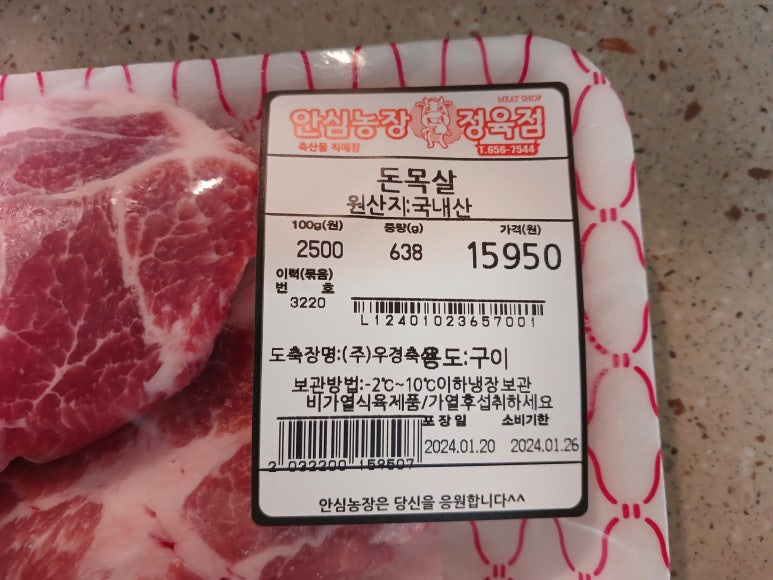 MEAT SHOP
안심농장 정육점
축산물 직매장 T.656-7544
돈목살
원산지:국내산
100g(원) 중량(g) 가격(원)
2500 638 15950
이력(묶음)
번 호
3220
L12401023657001
도축장명:(주)우경축 용도:구이
보관방법:-2℃~10℃이하냉장보관
비가열식육제품/가열후섭취하세요
포장일 소비기한
2024.01.20 2024.01.26
2 032200 159507
안심농장은 당신을 응원합니다^^